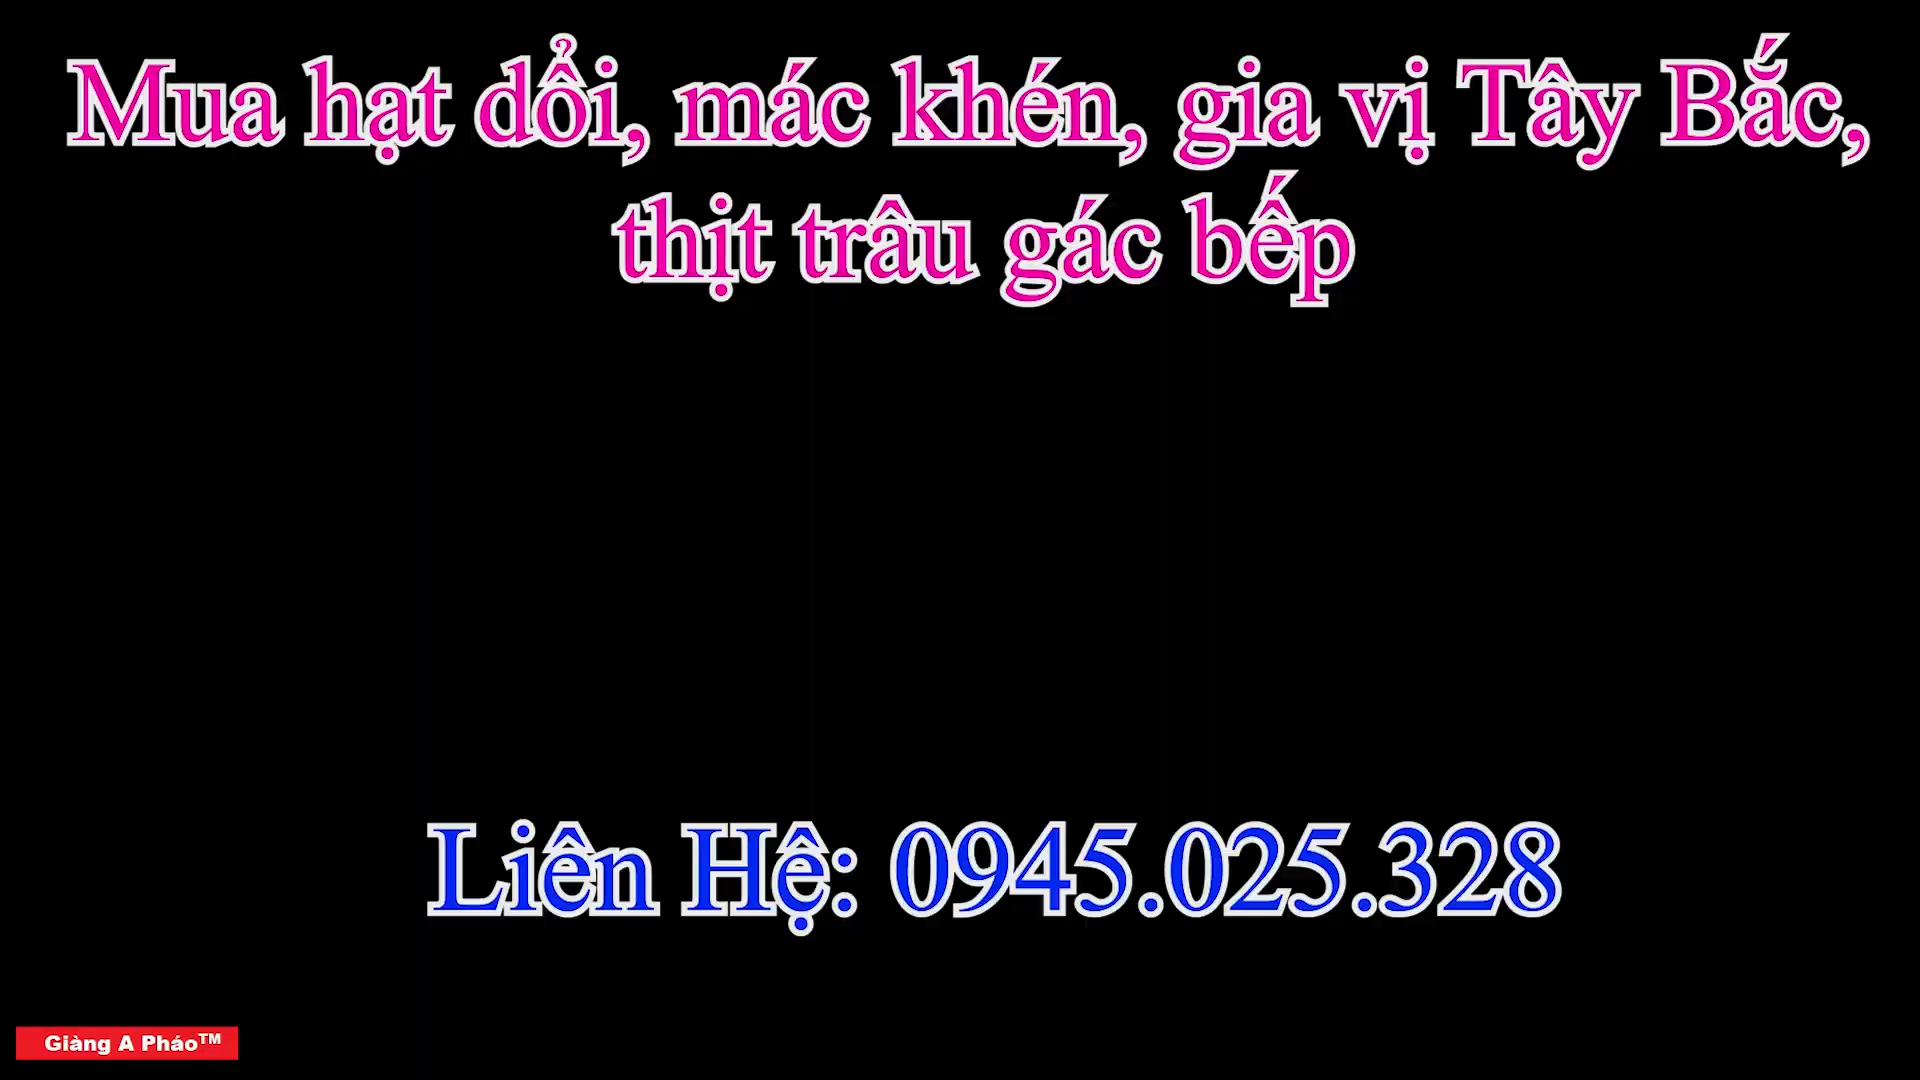 Mua hạt dổi, mác khén, gia vị Tây Bắc,
thịt trâu gác bếp
Liên Hệ: 0945.025.328
Giàng A Pháo™